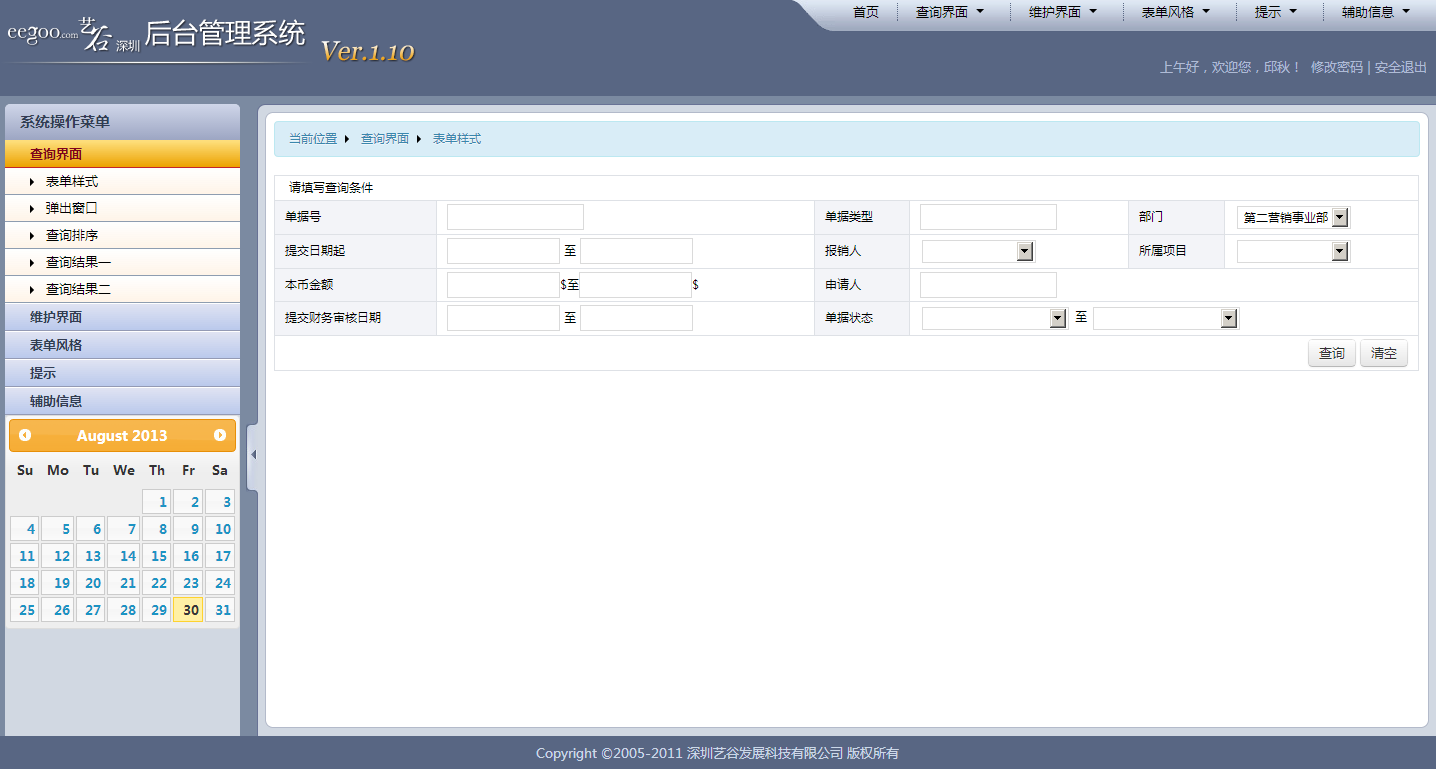 eegoo.com 艺谷 深圳 后台管理系统 Ver.1.10
首页 查询界面 维护界面 表单风格 提示 辅助信息
上午好，欢迎您，邱秋！ 修改密码 | 安全退出
系统操作菜单
查询界面
表单样式
弹出窗口
查询排序
查询结果一
查询结果二
维护界面
表单风格
提示
辅助信息
August 2013
Su Mo Tu We Th Fr Sa
1 2 3
4 5 6 7 8 9 10
11 12 13 14 15 16 17
18 19 20 21 22 23 24
25 26 27 28 29 30 31
当前位置 查询界面 表单样式
请填写查询条件
单据号 单据类型 部门 第二营销事业部
提交日期起 至 报销人 所属项目
本币金额 $至 $ 申请人
提交财务审核日期 至 单据状态 至
查询 清空
Copyright ©2005-2011 深圳艺谷发展科技有限公司 版权所有